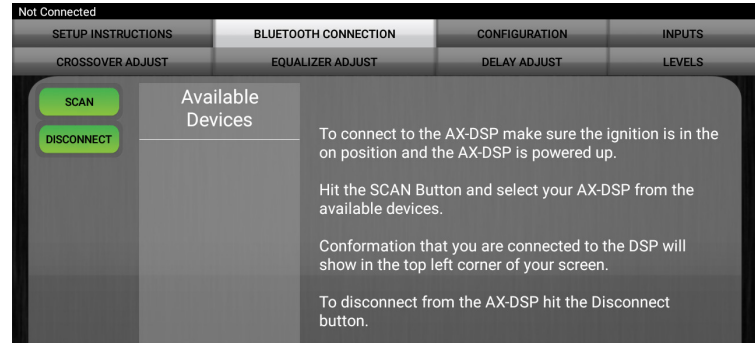 Not Connected
SETUP INSTRUCTIONS
BLUETOOTH CONNECTION
CONFIGURATION
INPUTS
CROSSOVER ADJUST
EQUALIZER ADJUST
DELAY ADJUST
LEVELS
SCAN
DISCONNECT
Available
Devices
To connect to the AX-DSP make sure the ignition is in the
on position and the AX-DSP is powered up.
Hit the SCAN Button and select your AX-DSP from the
available devices.
Conformation that you are connected to the DSP will
show in the top left corner of your screen.
To disconnect from the AX-DSP hit the Disconnect
button.